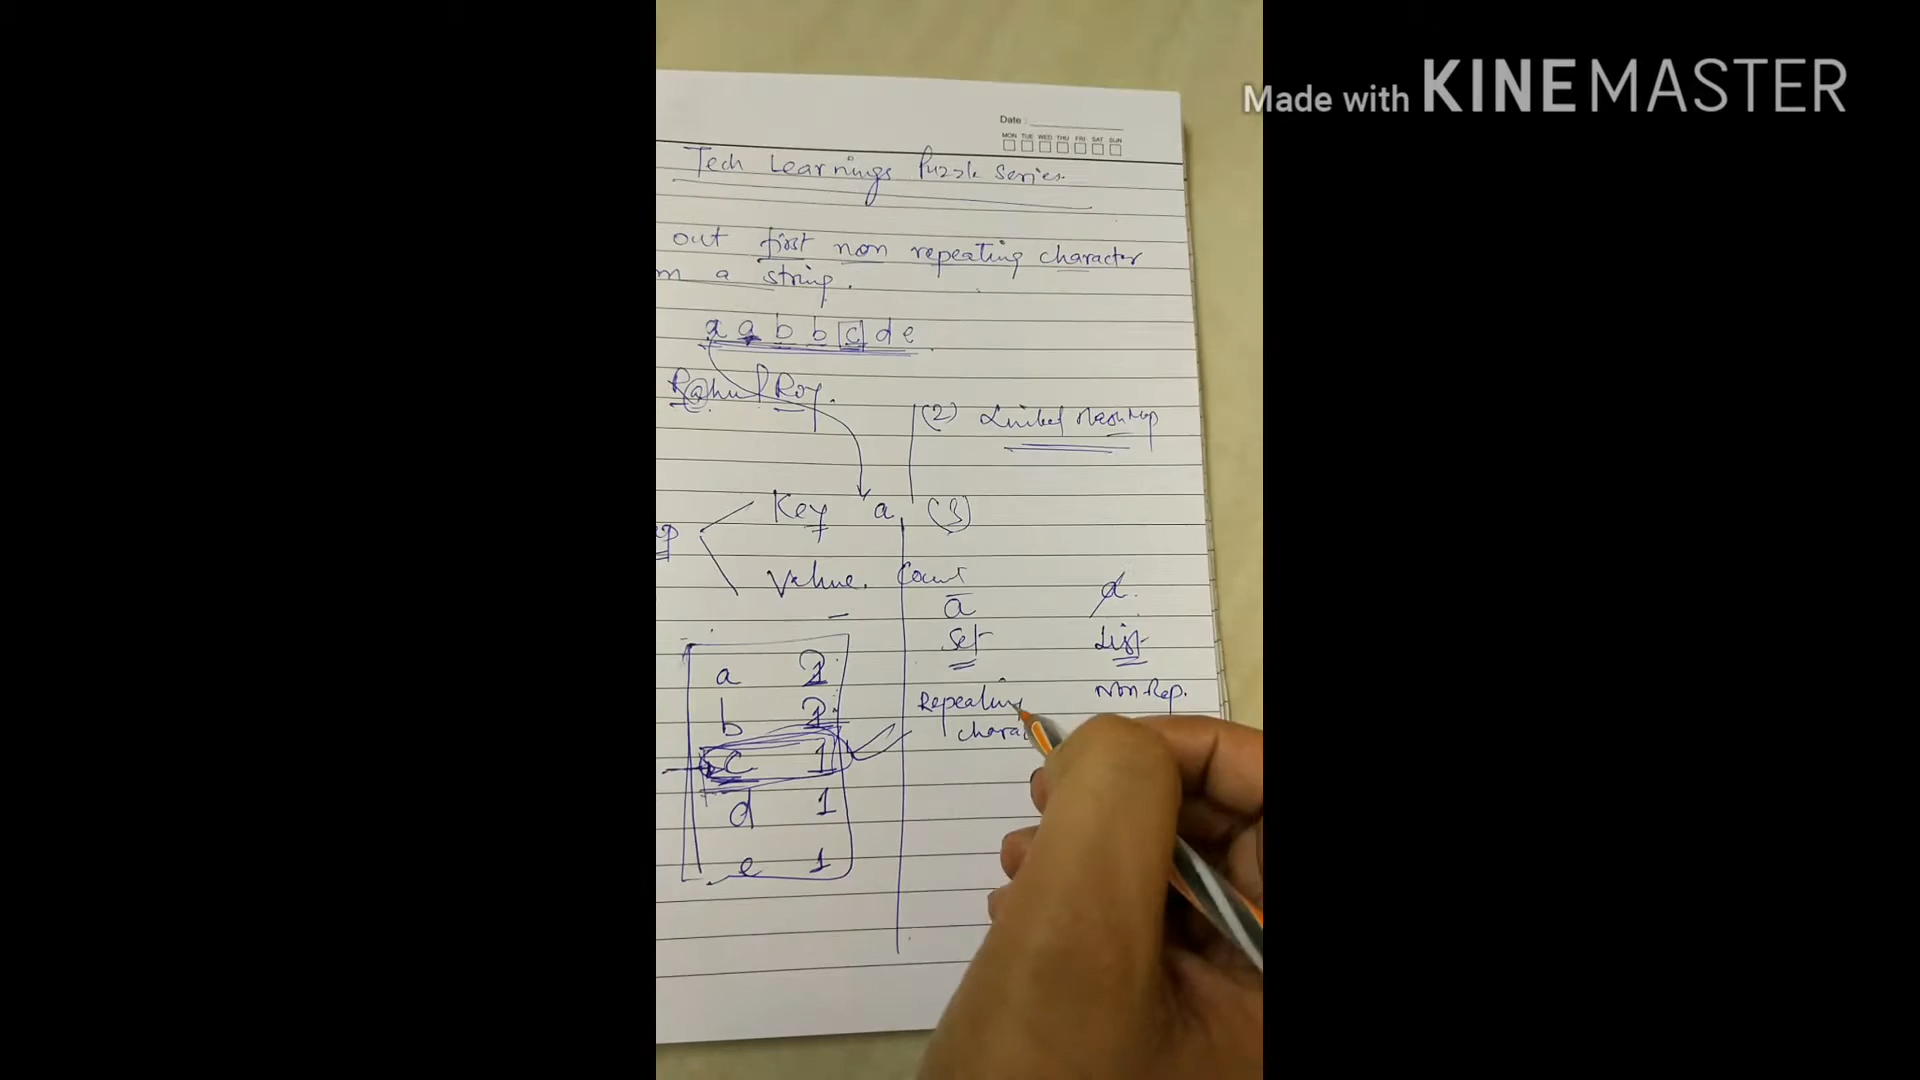 Made with KINEMASTER
Date :
MON TUE WED THU FRI SAT SUN
Tech Learnings Puzzle Series.
out first non repeating character
m a string.
a a b b c d e
Rahul Roy.
(2) Linked HashMap
Key a (3)
Value. Count
a a.
Set List
Repeating Non-Rep.
charac
a 2
b 2
c 1
d 1
e 1